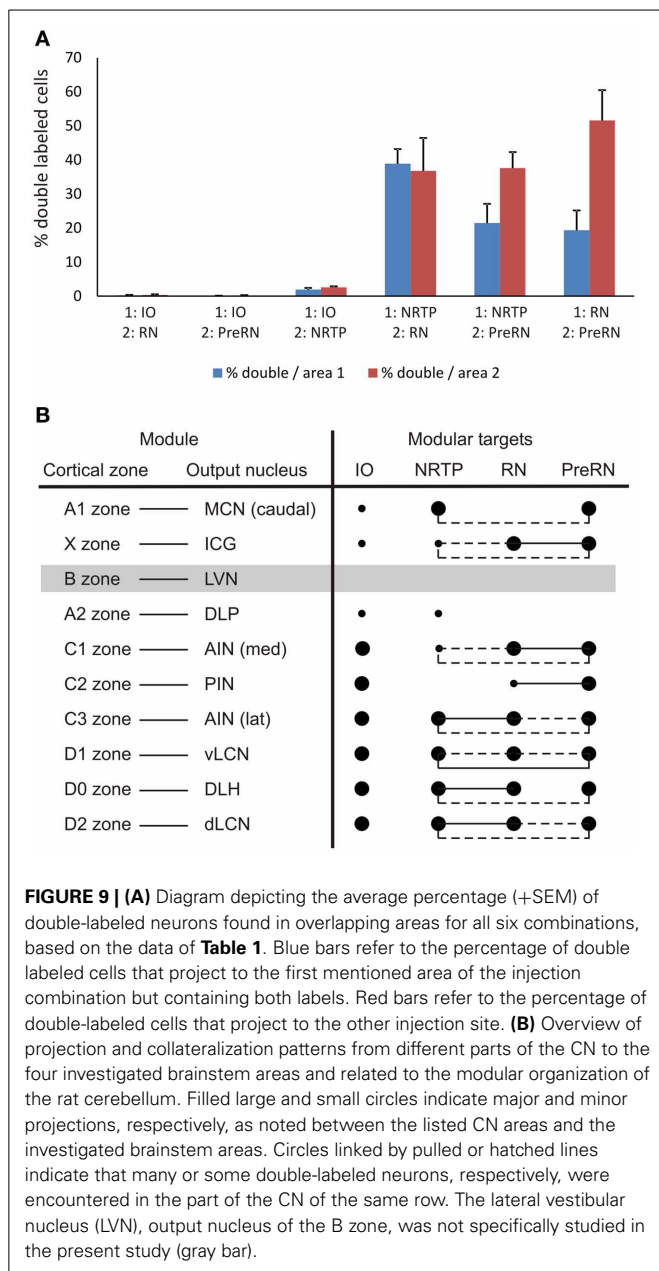 A
70
60
50
40
30
20
10
0
% double labeled cells
1: IO 1: IO 1: IO 1: NRTP 1: NRTP 1: RN
2: RN 2: PreRN 2: NRTP 2: RN 2: PreRN 2: PreRN
% double / area 1 % double / area 2
B
Module Modular targets
Cortical zone Output nucleus IO NRTP RN PreRN
A1 zone MCN (caudal)
X zone ICG
B zone LVN
A2 zone DLP
C1 zone AIN (med)
C2 zone PIN
C3 zone AIN (lat)
D1 zone vLCN
D0 zone DLH
D2 zone dLCN
FIGURE 9 | (A) Diagram depicting the average percentage (+SEM) of
double-labeled neurons found in overlapping areas for all six combinations,
based on the data of Table 1. Blue bars refer to the percentage of double
labeled cells that project to the first mentioned area of the injection
combination but containing both labels. Red bars refer to the percentage of
double-labeled cells that project to the other injection site. (B) Overview of
projection and collateralization patterns from different parts of the CN to the
four investigated brainstem areas and related to the modular organization of
the rat cerebellum. Filled large and small circles indicate major and minor
projections, respectively, as noted between the listed CN areas and the
investigated brainstem areas. Circles linked by pulled or hatched lines
indicate that many or some double-labeled neurons, respectively, were
encountered in the part of the CN of the same row. The lateral vestibular
nucleus (LVN), output nucleus of the B zone, was not specifically studied in
the present study (gray bar).